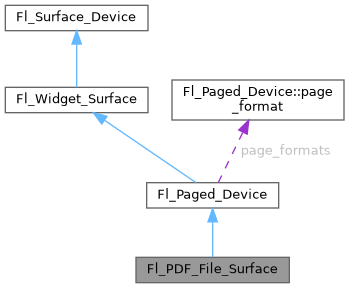 Fl_Surface_Device
Fl_Widget_Surface
Fl_Paged_Device::page
_format
page_formats
Fl_Paged_Device
Fl_PDF_File_Surface